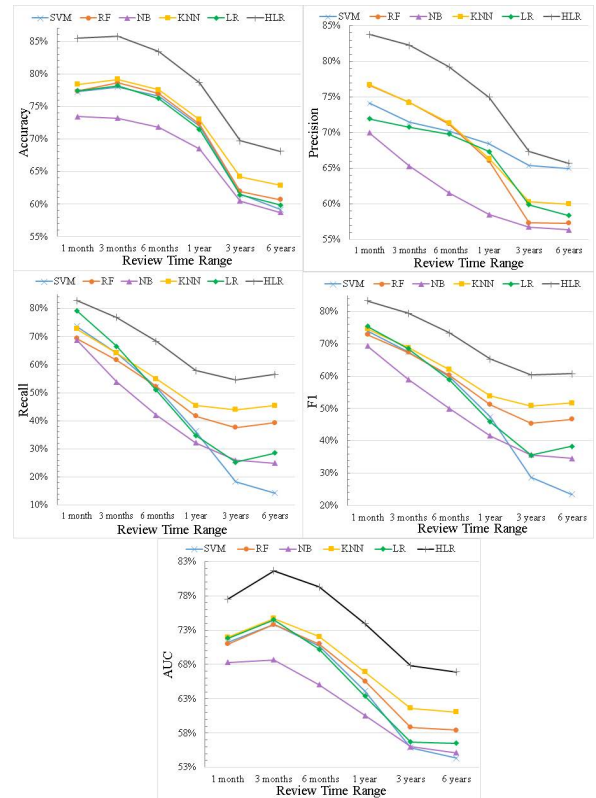 SVM RF NB KNN LR HLR
85%
80%
75%
70%
65%
60%
55%
Accuracy
1 month 3 months 6 months 1 year 3 years 6 years
Review Time Range
SVM RF NB KNN LR HLR
85%
80%
75%
70%
65%
60%
55%
Precision
1 month 3 months 6 months 1 year 3 years 6 years
Review Time Range
SVM RF NB KNN LR HLR
80%
70%
60%
50%
40%
30%
20%
10%
Recall
1 month 3 months 6 months 1 year 3 years 6 years
Review Time Range
SVM RF NB KNN LR HLR
80%
70%
60%
50%
40%
30%
20%
F1
1 month 3 months 6 months 1 year 3 years 6 years
Review Time Range
SVM RF NB KNN LR HLR
83%
78%
73%
68%
63%
58%
53%
AUC
1 month 3 months 6 months 1 year 3 years 6 years
Review Time Range